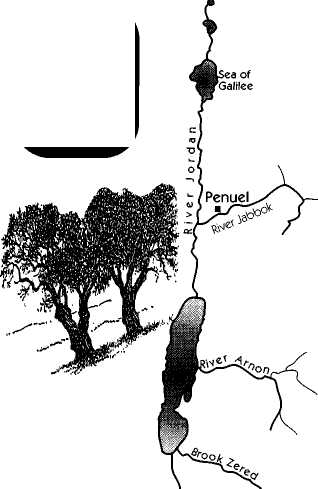 Sea of
Galilee
River Jordan
Penuel
River Jabbok
River Arnon
Brook Zered